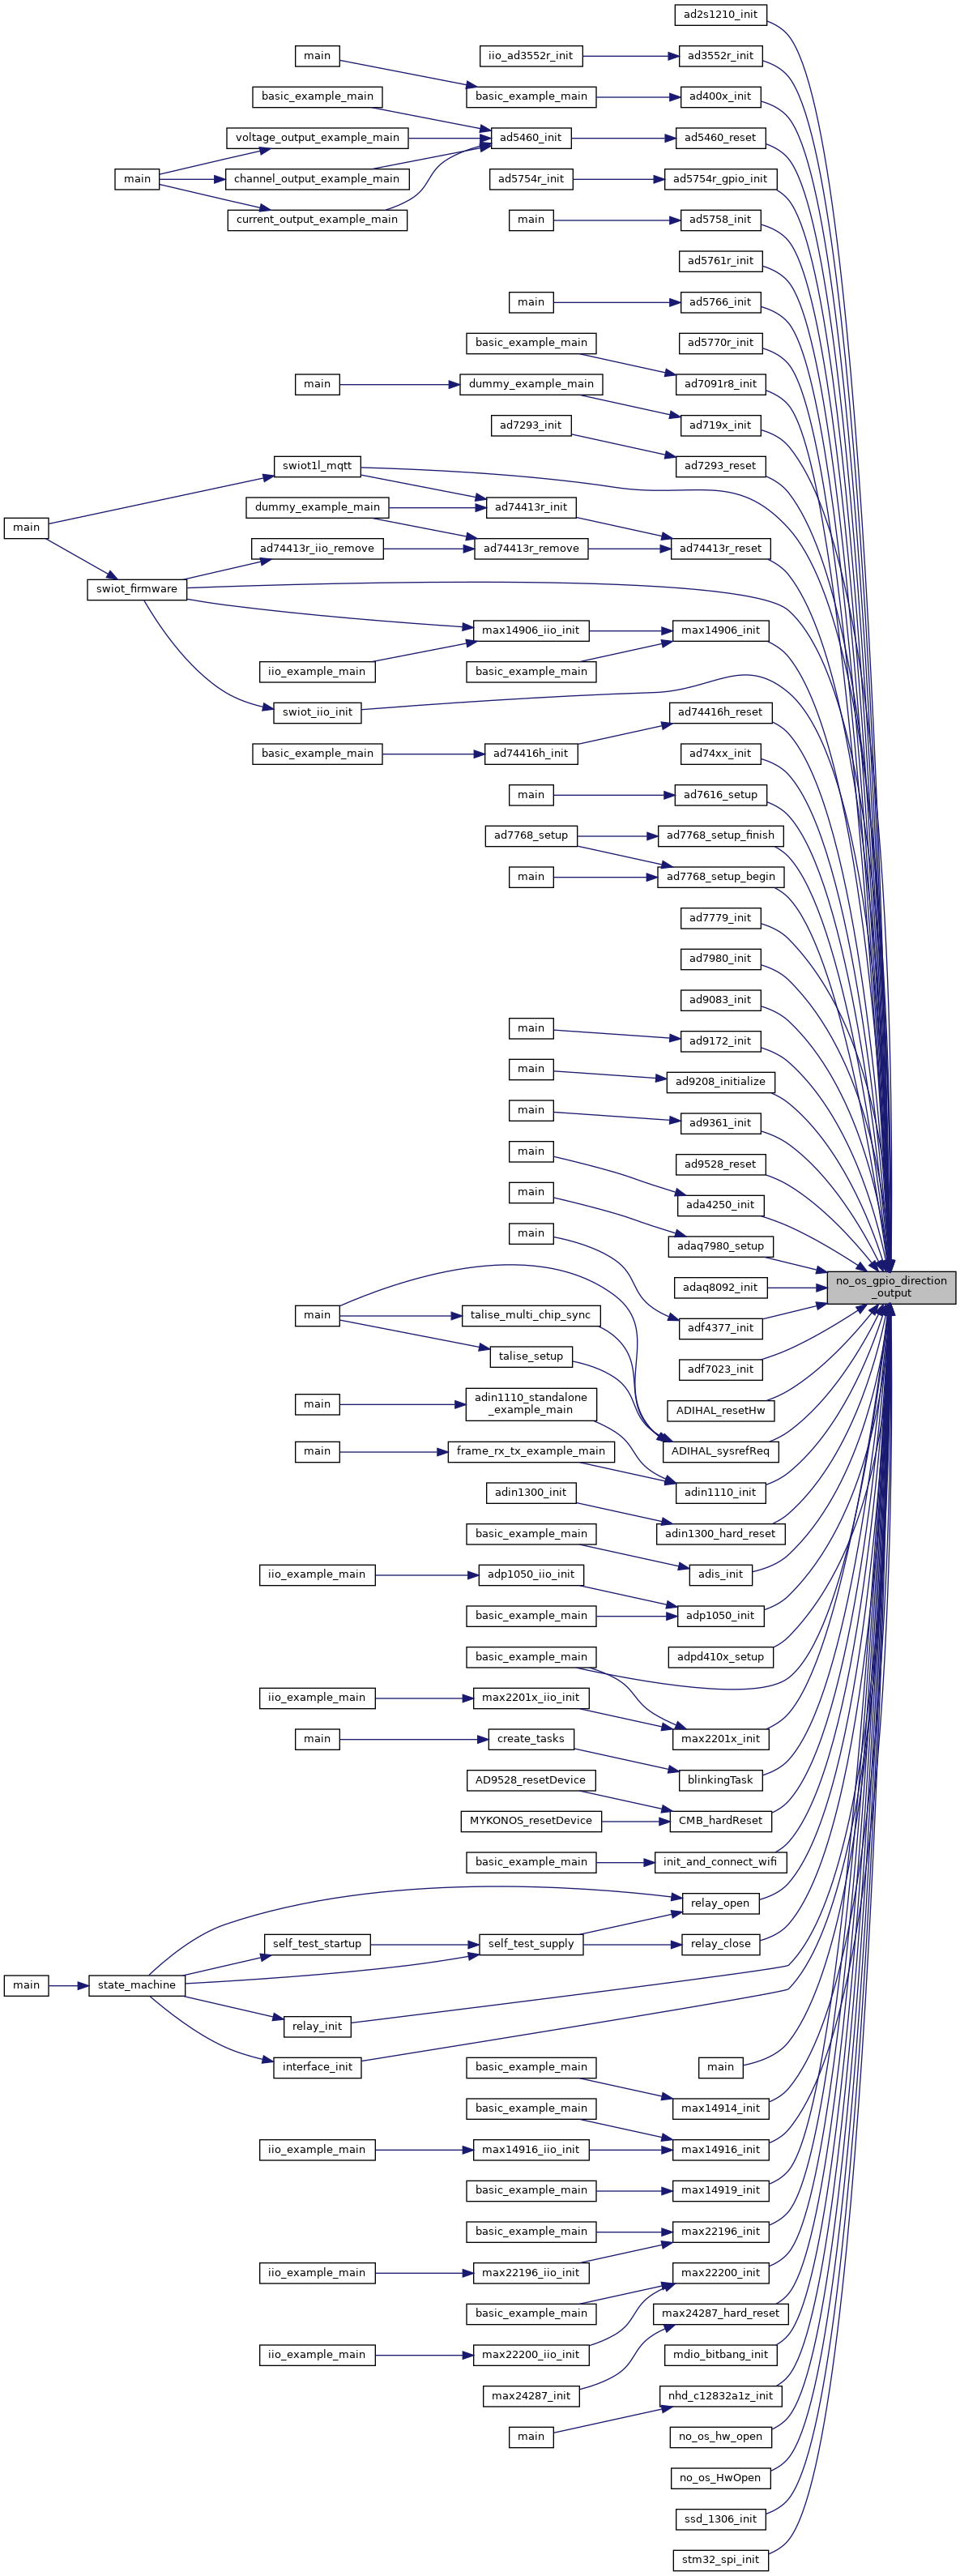 ad2s1210_init
main
iio_ad3552r_init
ad3552r_init
basic_example_main
basic_example_main
ad400x_init
voltage_output_example_main
ad5460_init
ad5460_reset
main
channel_output_example_main
ad5754r_init
ad5754r_gpio_init
current_output_example_main
main
ad5758_init
ad5761r_init
main
ad5766_init
basic_example_main
ad5770r_init
main
dummy_example_main
ad7091r8_init
ad7293_init
ad719x_init
swiot1l_mqtt
ad7293_reset
dummy_example_main
ad74413r_init
main
ad74413r_iio_remove
ad74413r_remove
ad74413r_reset
swiot_firmware
max14906_iio_init
max14906_init
iio_example_main
basic_example_main
swiot_iio_init
ad74416h_reset
basic_example_main
ad74416h_init
ad74xx_init
main
ad7616_setup
ad7768_setup
ad7768_setup_finish
main
ad7768_setup_begin
ad7779_init
ad7980_init
ad9083_init
main
ad9172_init
main
ad9208_initialize
main
ad9361_init
main
ad9528_reset
main
ada4250_init
main
adaq7980_setup
no_os_gpio_direction
_output
adaq8092_init
main
talise_multi_chip_sync
adf4377_init
talise_setup
adf7023_init
main
adin1110_standalone
_example_main
ADIHAL_resetHw
main
frame_rx_tx_example_main
ADIHAL_sysrefReq
adin1300_init
adin1110_init
basic_example_main
adin1300_hard_reset
iio_example_main
adp1050_iio_init
adis_init
basic_example_main
adp1050_init
basic_example_main
adpd410x_setup
iio_example_main
max2201x_iio_init
main
create_tasks
max2201x_init
AD9528_resetDevice
blinkingTask
MYKONOS_resetDevice
CMB_hardReset
basic_example_main
init_and_connect_wifi
relay_open
self_test_startup
self_test_supply
relay_close
main
state_machine
relay_init
interface_init
basic_example_main
main
basic_example_main
max14914_init
iio_example_main
max14916_iio_init
max14916_init
basic_example_main
max14919_init
basic_example_main
max22196_init
iio_example_main
max22196_iio_init
max22200_init
basic_example_main
max24287_hard_reset
iio_example_main
max22200_iio_init
mdio_bitbang_init
max24287_init
nhd_c12832a1z_init
main
no_os_hw_open
no_os_HwOpen
ssd_1306_init
stm32_spi_init